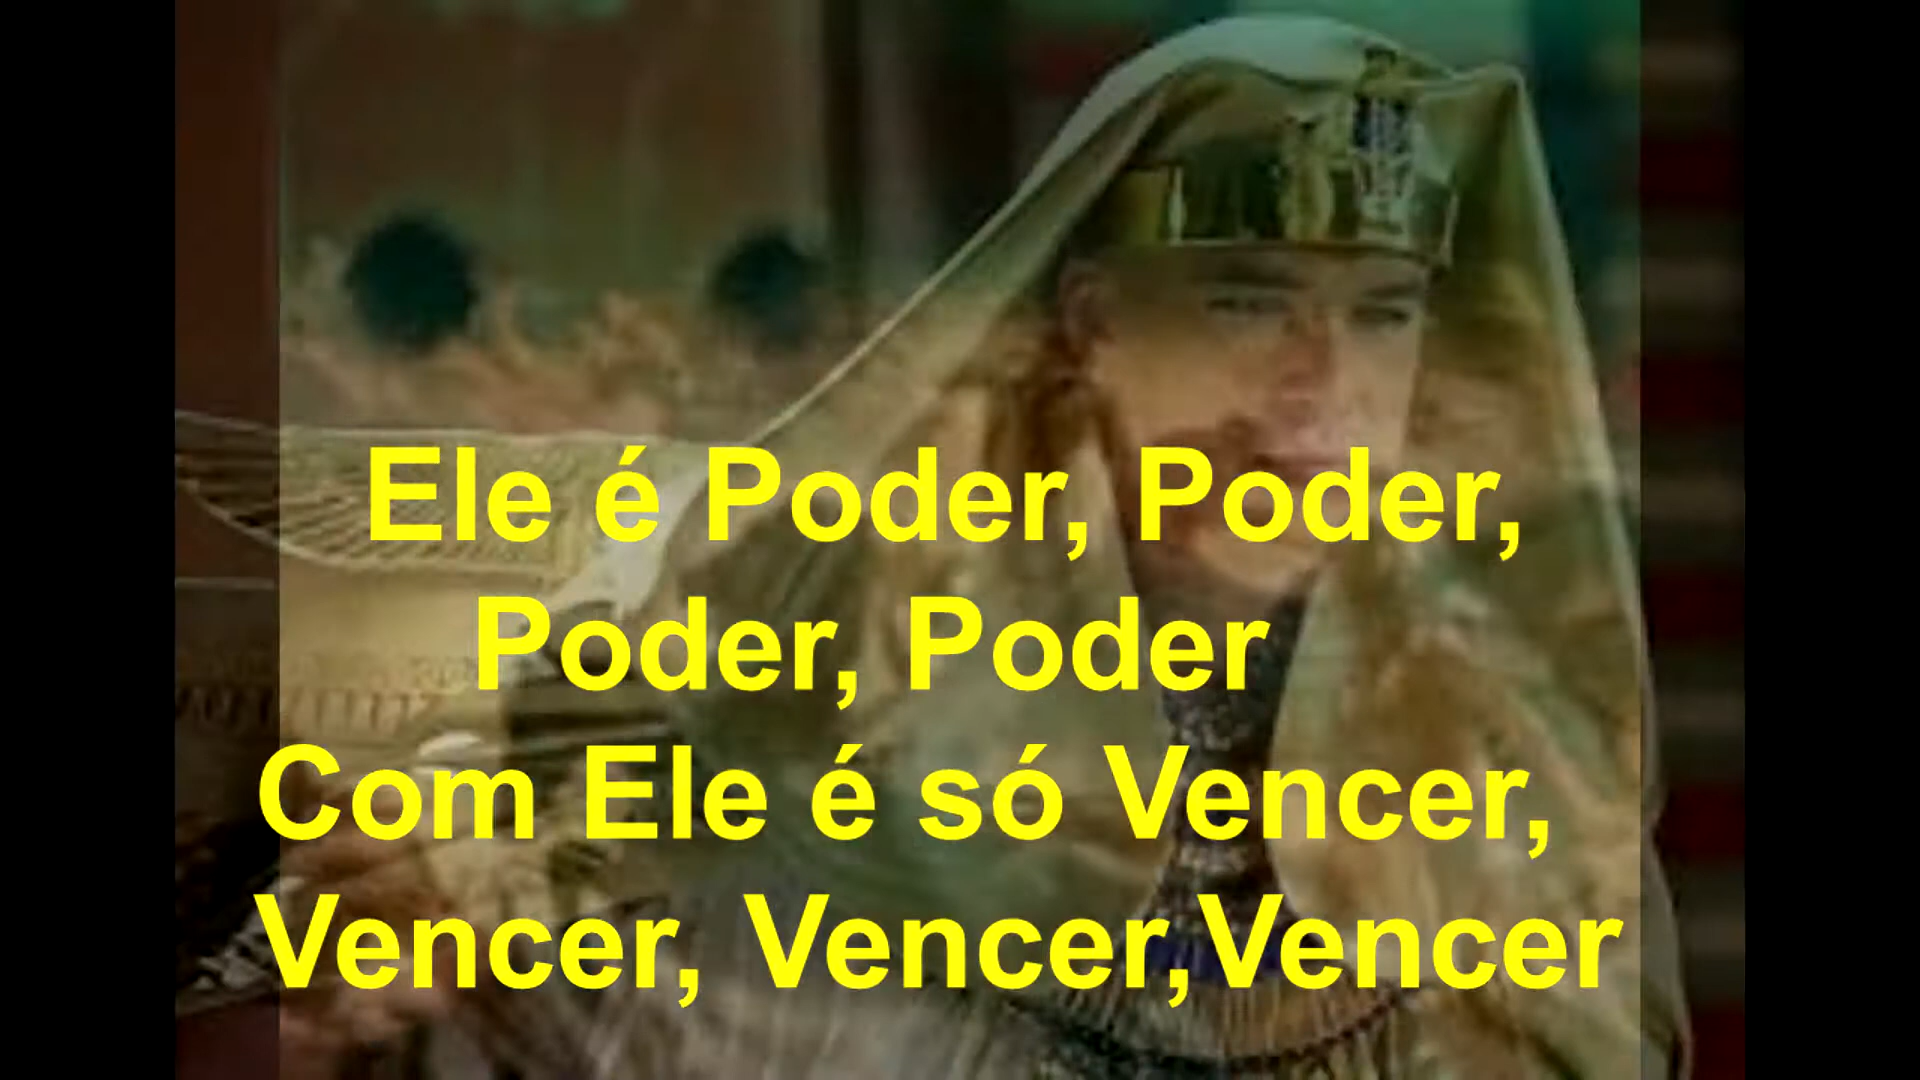 Ele é Poder, Poder,
Poder, Poder
Com Ele é só Vencer,
Vencer, Vencer,Vencer